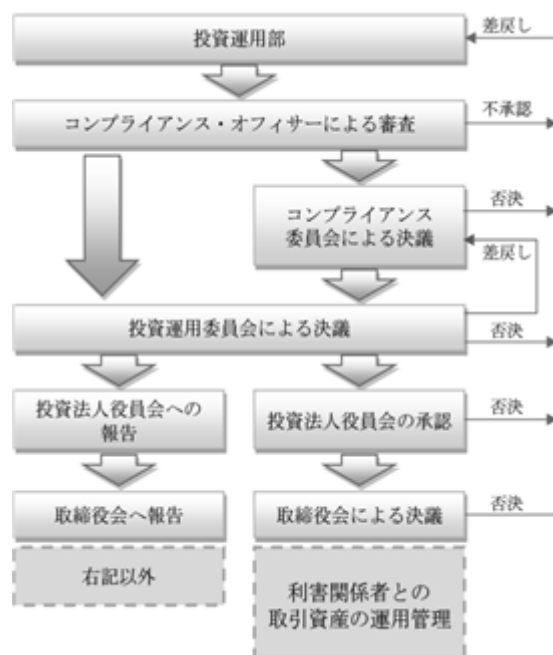 差戻し
投資運用部
コンプライアンス・オフィサーによる審査
不承認
コンプライアンス
委員会による決議
否決
差戻し
投資運用委員会による決議
否決
投資法人役員会への
報告
投資法人役員会の承認
否決
取締役会へ報告
取締役会による決議
否決
右記以外
利害関係者との
取引資産の運用管理